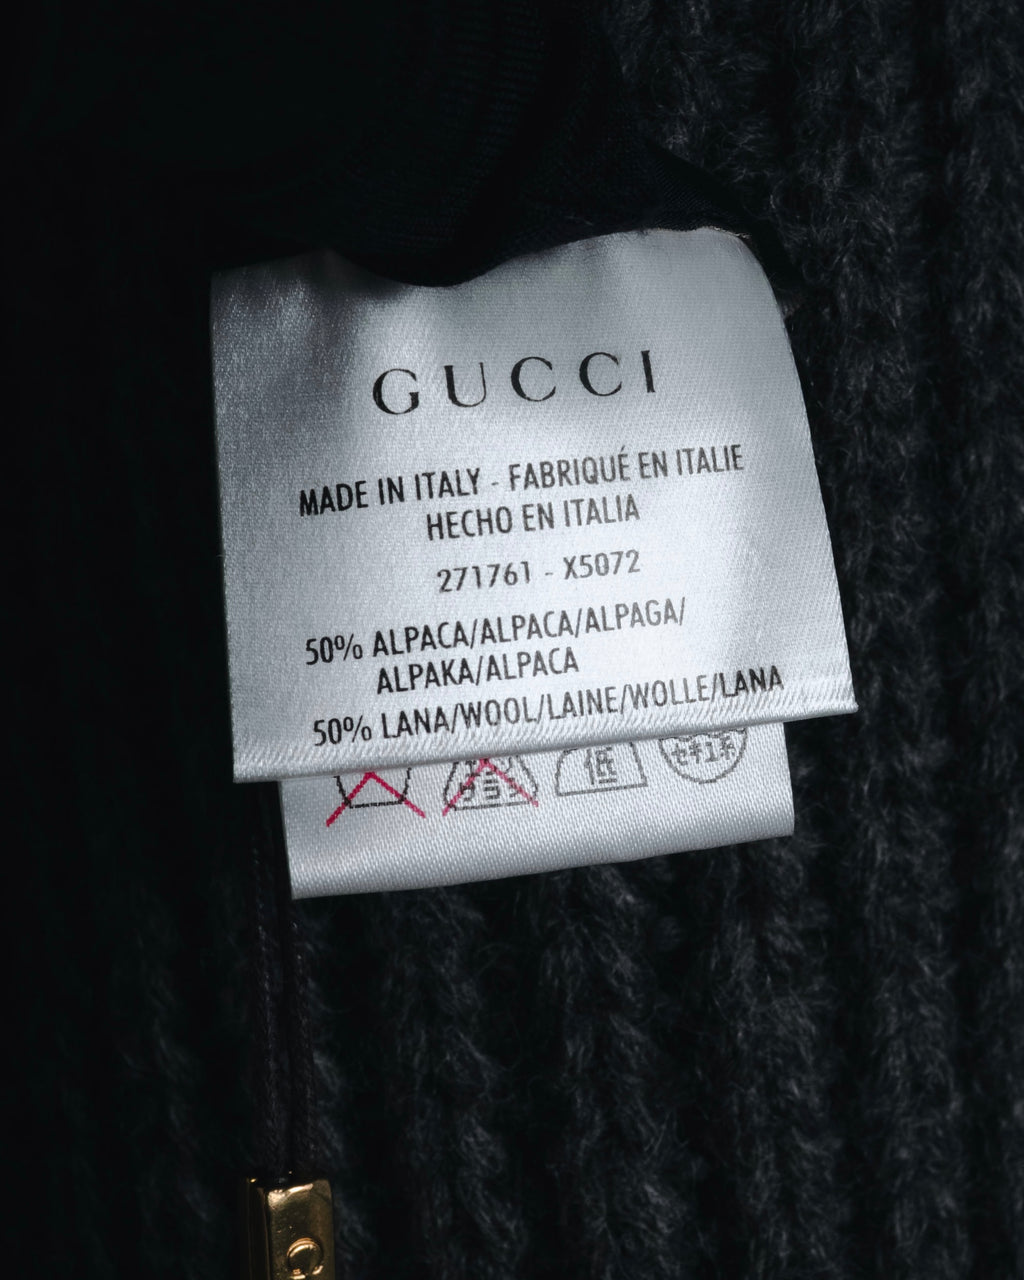 GUCCI
MADE IN ITALY - FABRIQUÉ EN ITALIE
HECHO EN ITALIA
271761 - X5072
50% ALPACA/ALPACA/ALPAGA/
ALPAKA/ALPACA
50% LANA/WOOL/LAINE/WOLLE/LANA
低